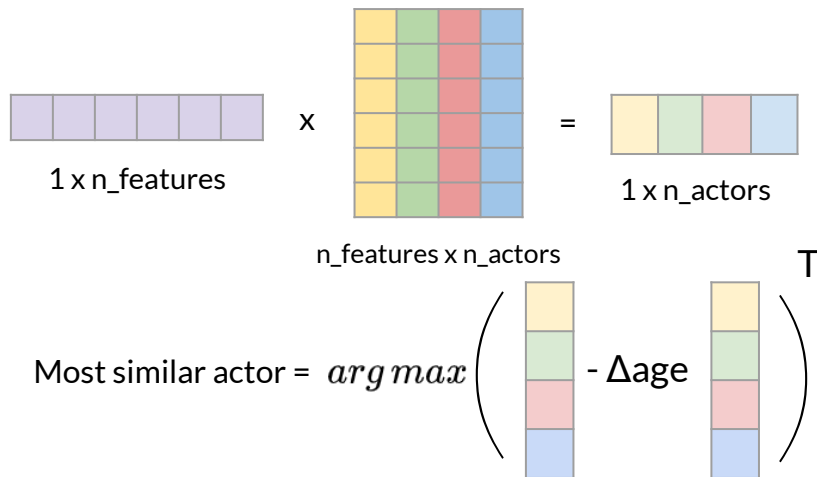 x
=
1 x n_features
1 x n_actors
n_features x n_actors
T
Most similar actor = arg max ( - Δage )